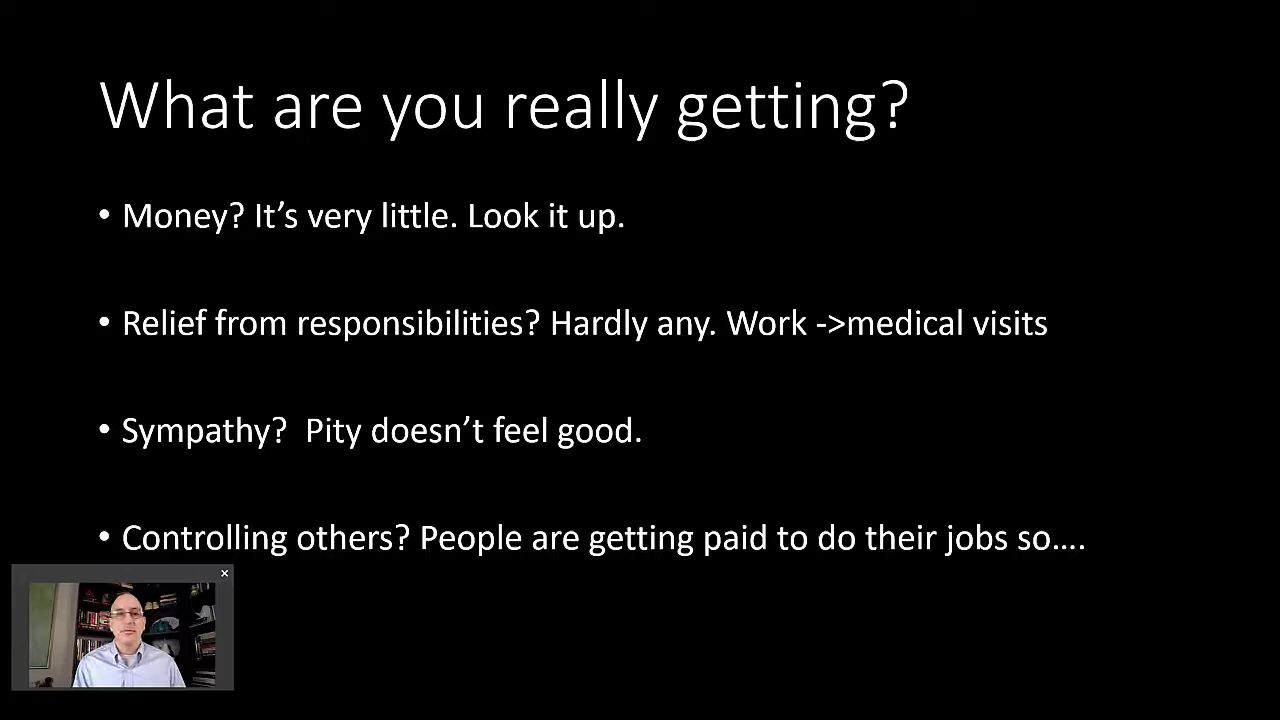 What are you really getting?
• Money? It’s very little. Look it up.
• Relief from responsibilities? Hardly any. Work ->medical visits
• Sympathy?  Pity doesn’t feel good.
• Controlling others? People are getting paid to do their jobs so….